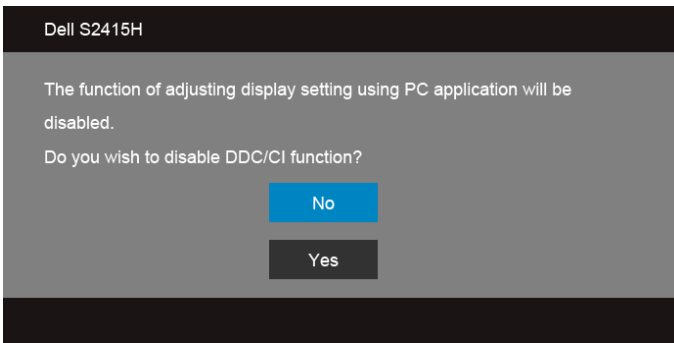 Dell S2415H
The function of adjusting display setting using PC application will be
disabled.
Do you wish to disable DDC/CI function?
No
Yes